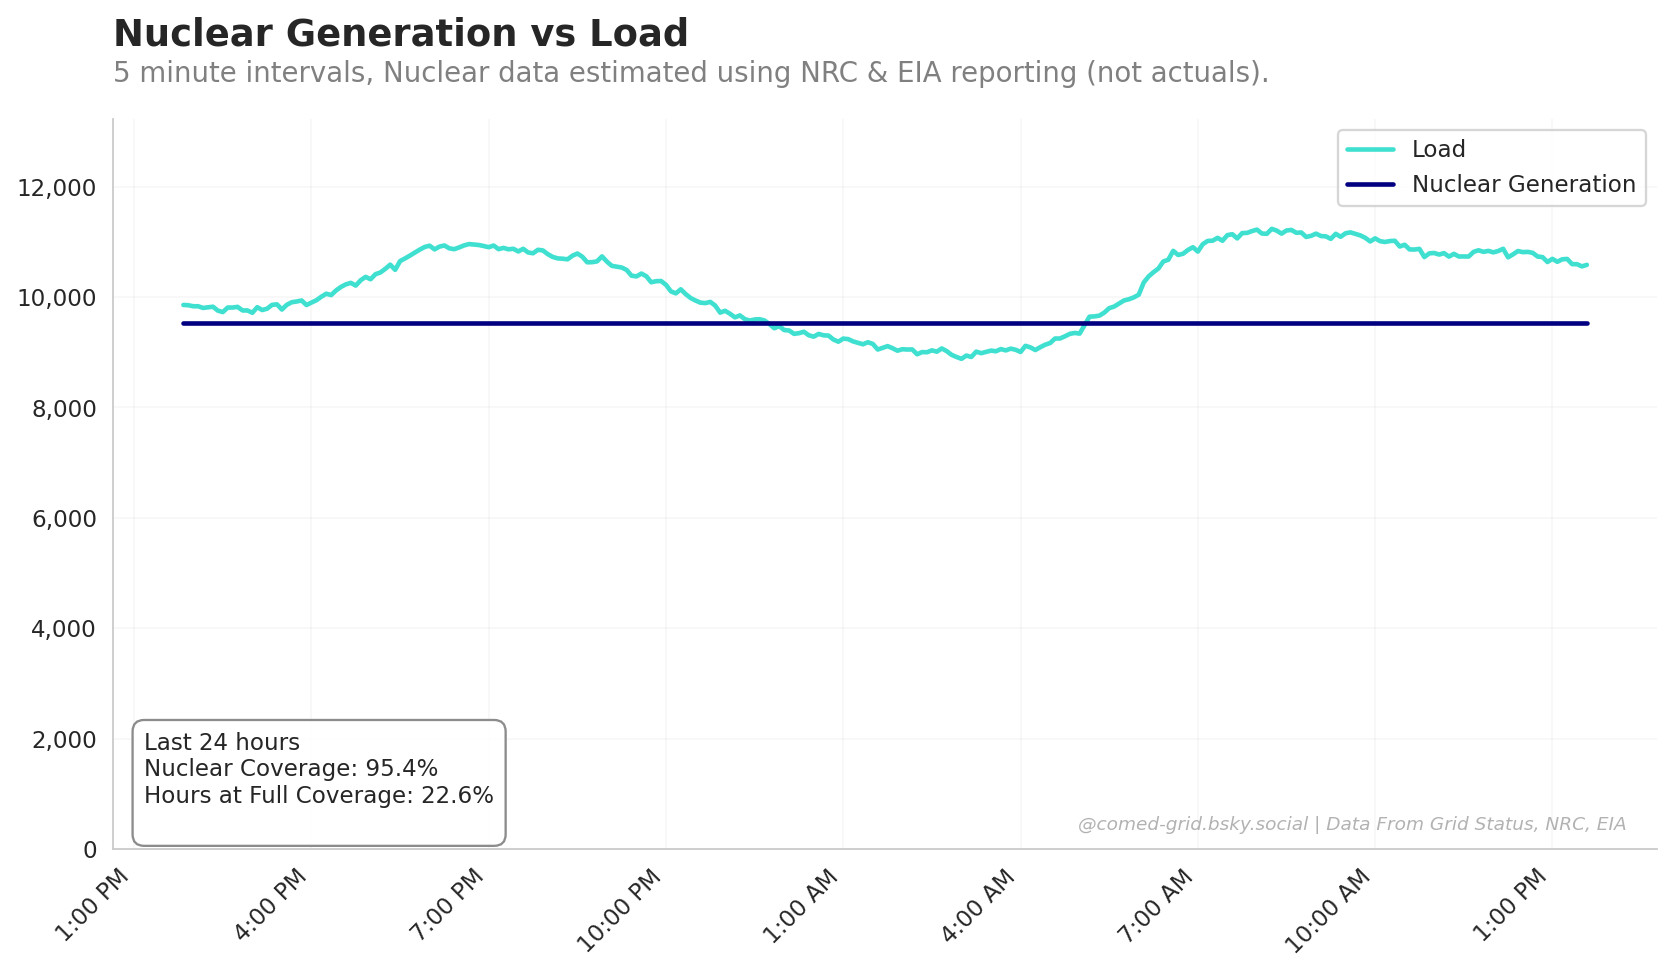 Nuclear Generation vs Load
5 minute intervals, Nuclear data estimated using NRC & EIA reporting (not actuals).
Load
Nuclear Generation
12,000
10,000
8,000
6,000
4,000
2,000
0
Last 24 hours
Nuclear Coverage: 95.4%
Hours at Full Coverage: 22.6%
@comed-grid.bsky.social | Data From Grid Status, NRC, EIA
1:00 PM
4:00 PM
7:00 PM
10:00 PM
1:00 AM
4:00 AM
7:00 AM
10:00 AM
1:00 PM